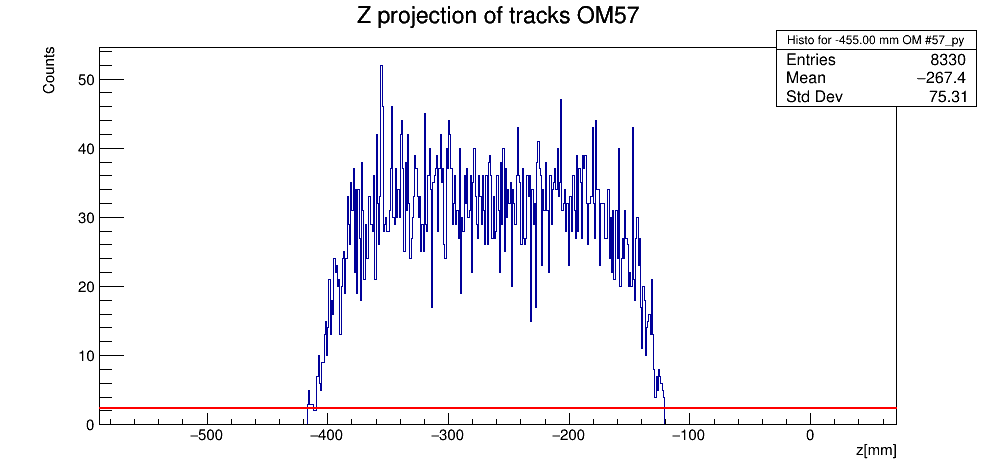 Z projection of tracks OM57
Histo for -455.00 mm OM #57_py
Entries 8330
Mean −267.4
Std Dev 75.31
Counts
50
40
30
20
10
0
−500 −400 −300 −200 −100 0
z[mm]